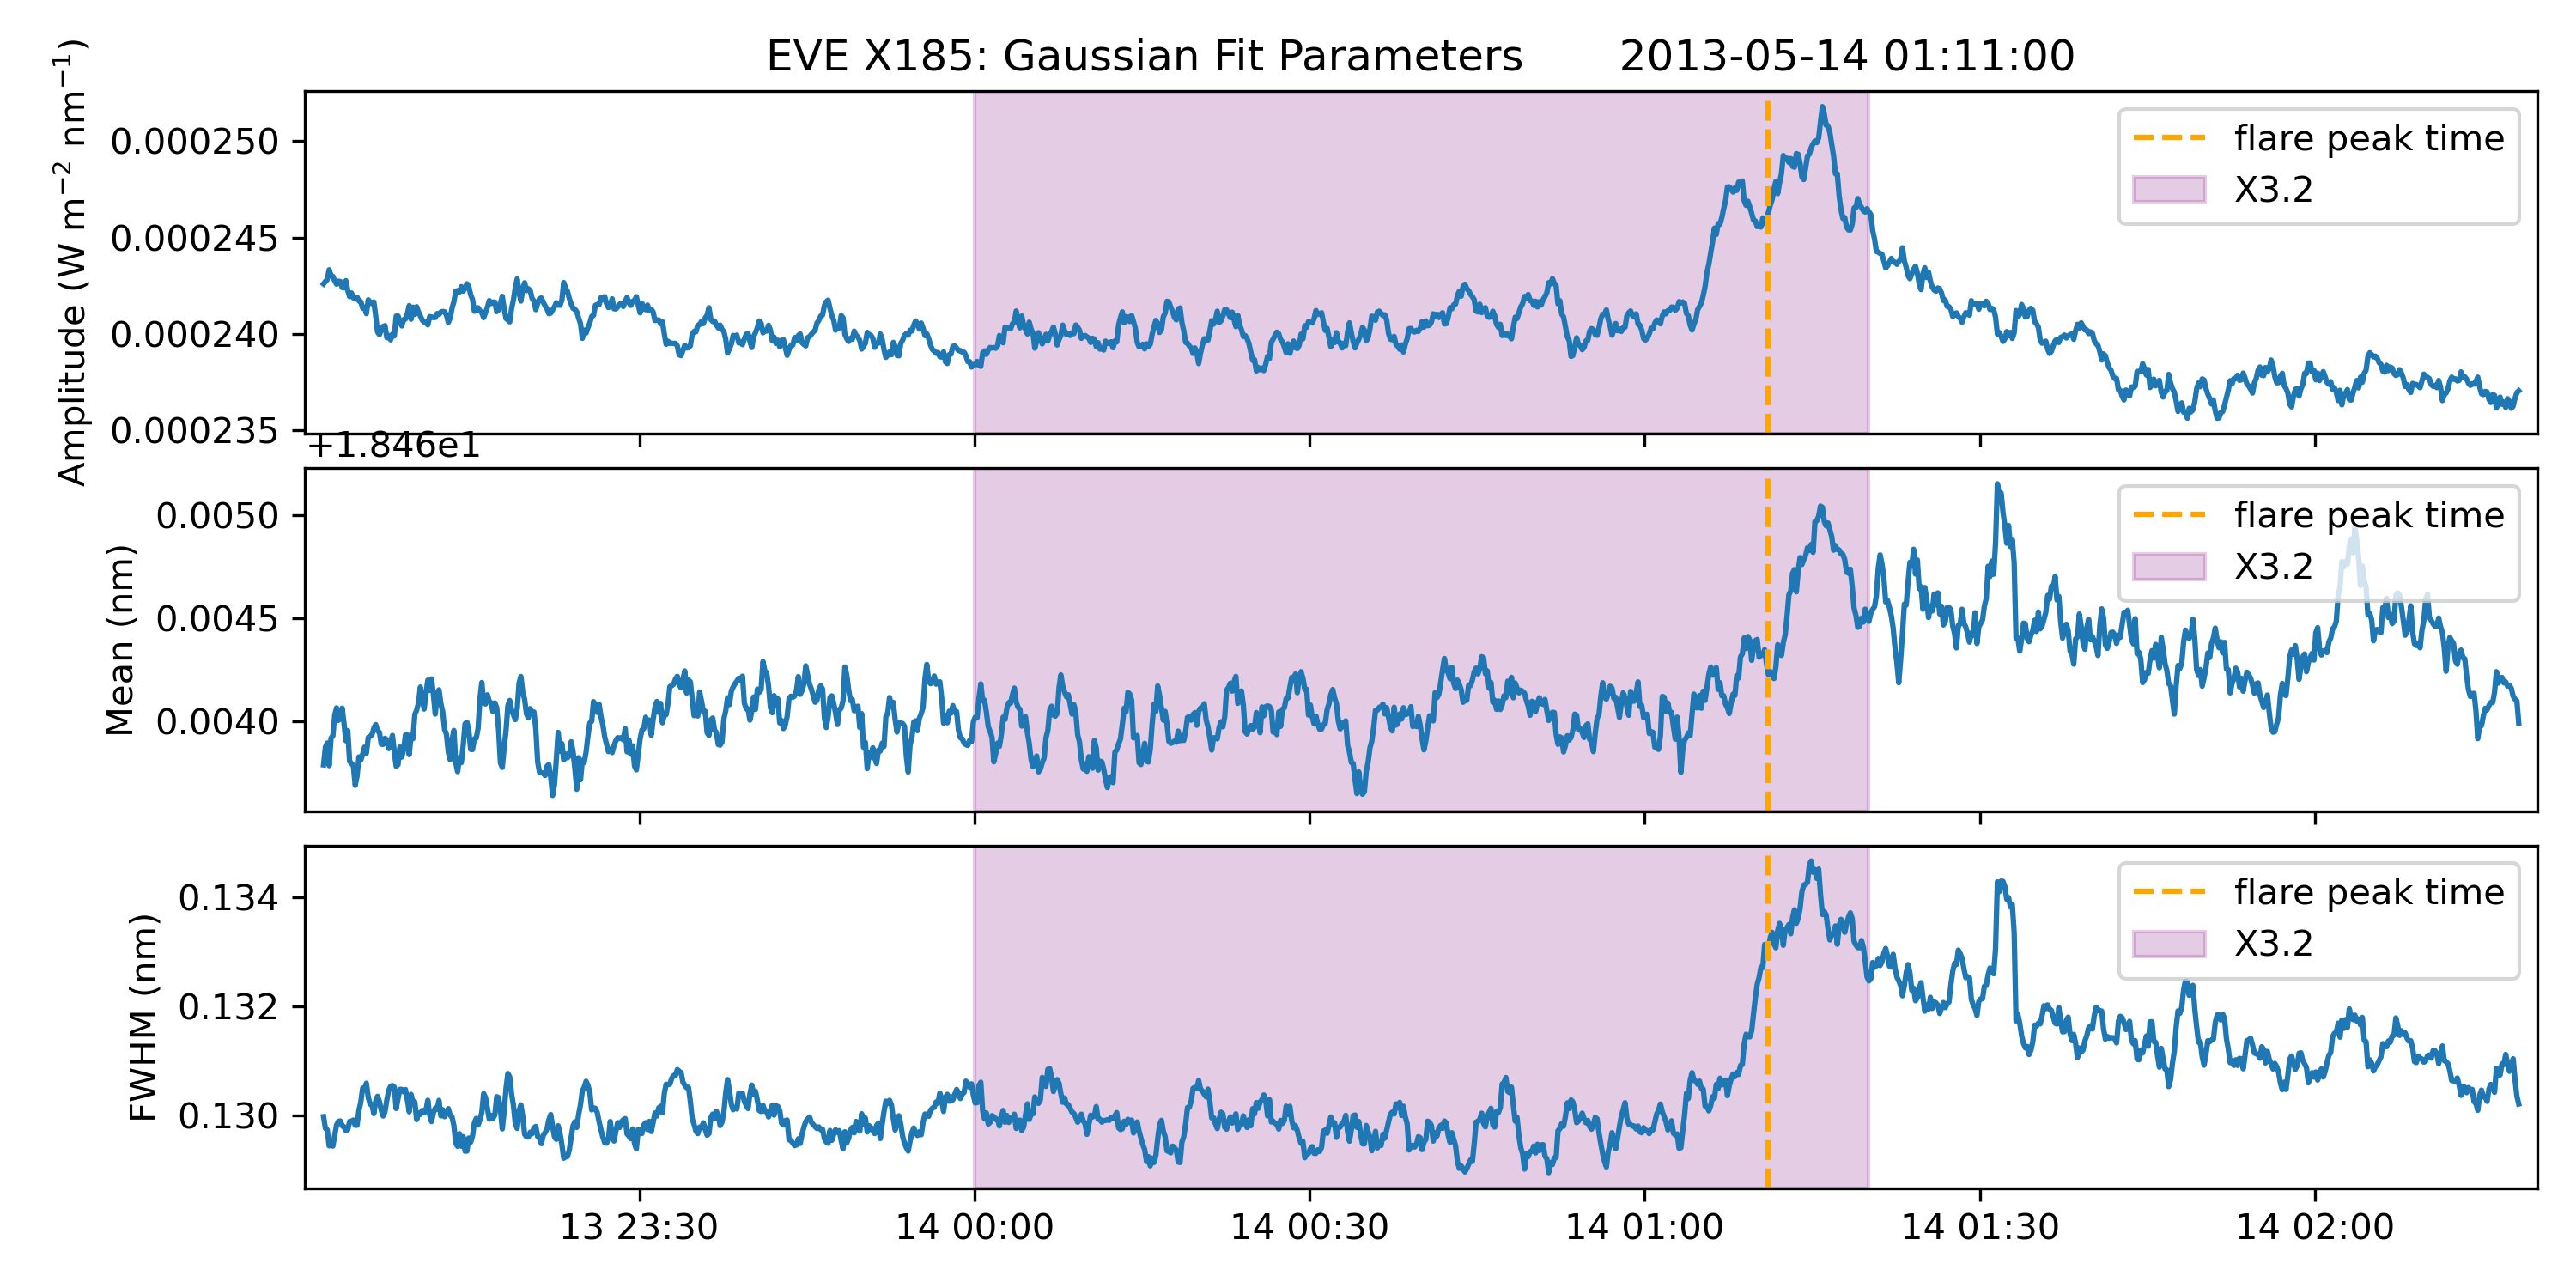 EVE X185: Gaussian Fit Parameters 2013-05-14 01:11:00
Amplitude (W m⁻² nm⁻¹)
0.000250
0.000245
0.000240
0.000235
flare peak time
X3.2
+1.846e1
Mean (nm)
0.0050
0.0045
0.0040
flare peak time
X3.2
FWHM (nm)
0.134
0.132
0.130
flare peak time
X3.2
13 23:30 14 00:00 14 00:30 14 01:00 14 01:30 14 02:00